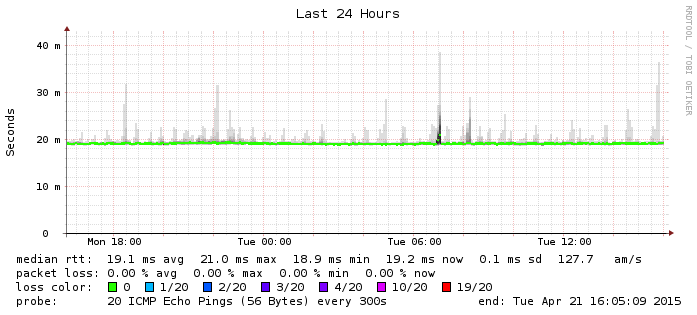 Last 24 Hours
RRDTOOL / TOBI OETIKER
Seconds
40 m
30 m
20 m
10 m
0
Mon 18:00 Tue 00:00 Tue 06:00 Tue 12:00
median rtt: 19.1 ms avg 21.0 ms max 18.9 ms min 19.2 ms now 0.1 ms sd 127.7 am/s
packet loss: 0.00 % avg 0.00 % max 0.00 % min 0.00 % now
loss color: 0 1/20 2/20 3/20 4/20 10/20 19/20
probe: 20 ICMP Echo Pings (56 Bytes) every 300s end: Tue Apr 21 16:05:09 2015